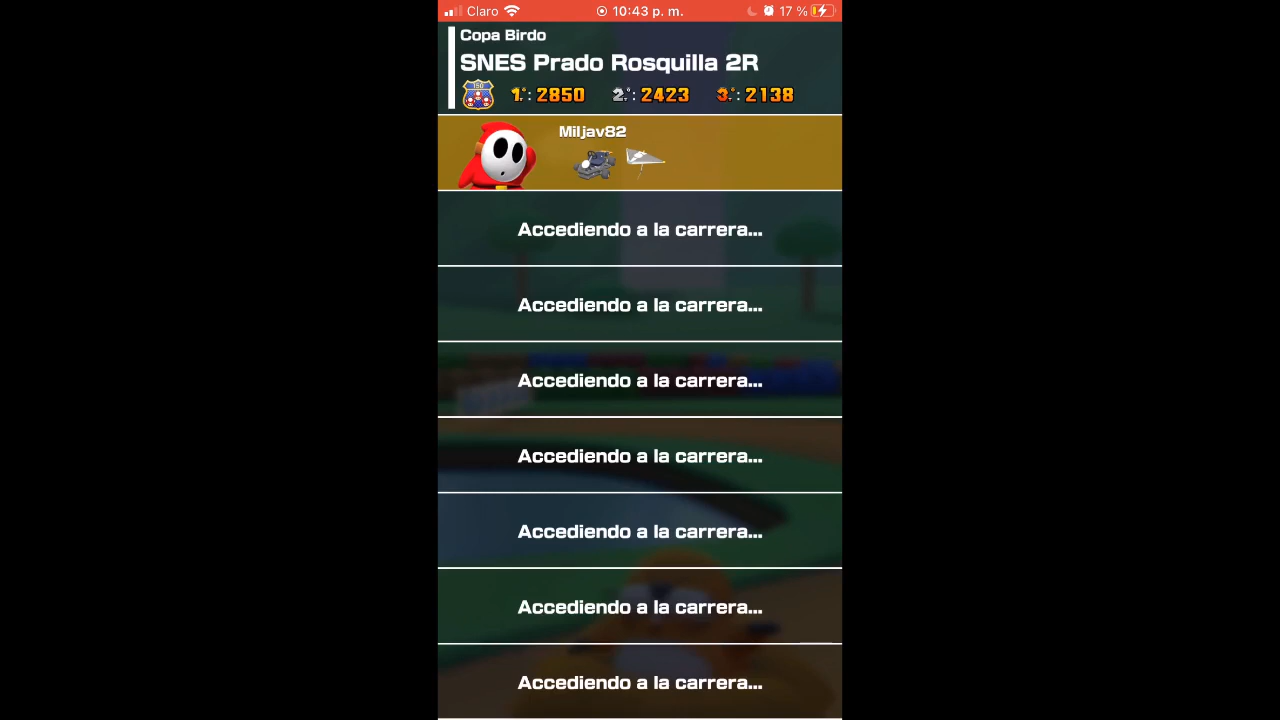 Claro 10:43 p. m. 17 %
Copa Birdo
SNES Prado Rosquilla 2R
150 1.º: 2850 2.º: 2423 3.º: 2138
Miljav82
Accediendo a la carrera...
Accediendo a la carrera...
Accediendo a la carrera...
Accediendo a la carrera...
Accediendo a la carrera...
Accediendo a la carrera...
Accediendo a la carrera...